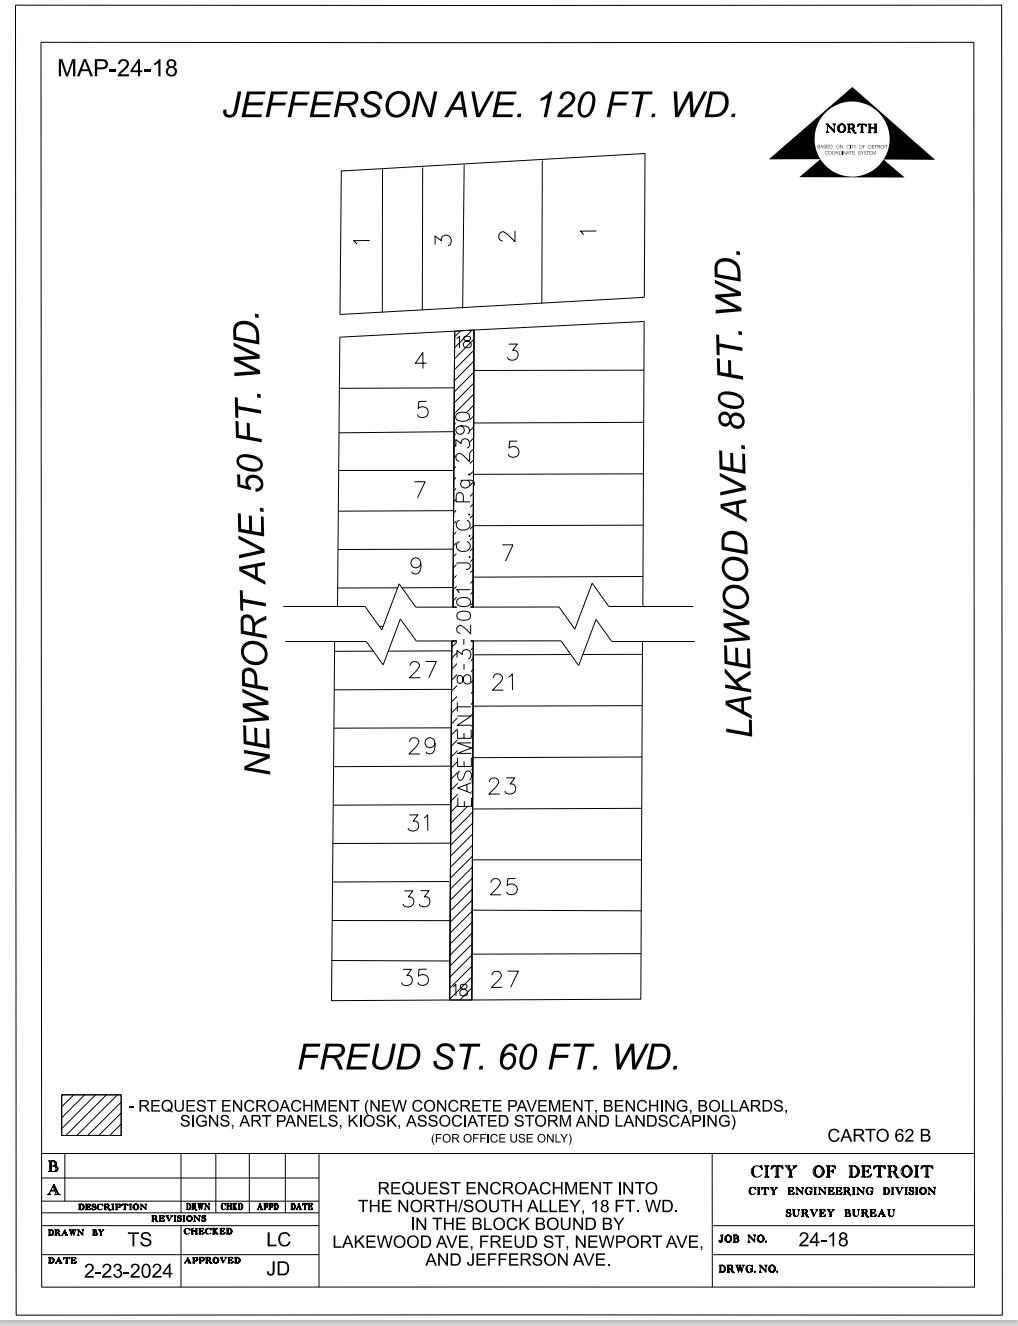 MAP-24-18
JEFFERSON AVE. 120 FT. WD.
NORTH
BASED ON CITY OF DETROIT
COORDINATE SYSTEM
1
3
2
1
NEWPORT AVE. 50 FT. WD.
LAKEWOOD AVE. 80 FT. WD.
18
4
3
5
5
7
7
9
EASEMENT 8-3-2001 J.C.C. Pg. 2390
27
21
29
23
31
25
33
35
27
18
FREUD ST. 60 FT. WD.
- REQUEST ENCROACHMENT (NEW CONCRETE PAVEMENT, BENCHING, BOLLARDS,
SIGNS, ART PANELS, KIOSK, ASSOCIATED STORM AND LANDSCAPING)
(FOR OFFICE USE ONLY)
CARTO 62 B
B
A
DESCRIPTION DRWN CHKD APPD DATE
REVISIONS
DRAWN BY TS
CHECKED LC
DATE 2-23-2024
APPROVED JD
REQUEST ENCROACHMENT INTO
THE NORTH/SOUTH ALLEY, 18 FT. WD.
IN THE BLOCK BOUND BY
LAKEWOOD AVE, FREUD ST, NEWPORT AVE,
AND JEFFERSON AVE.
CITY OF DETROIT
CITY ENGINEERING DIVISION
SURVEY BUREAU
JOB NO. 24-18
DRWG. NO.